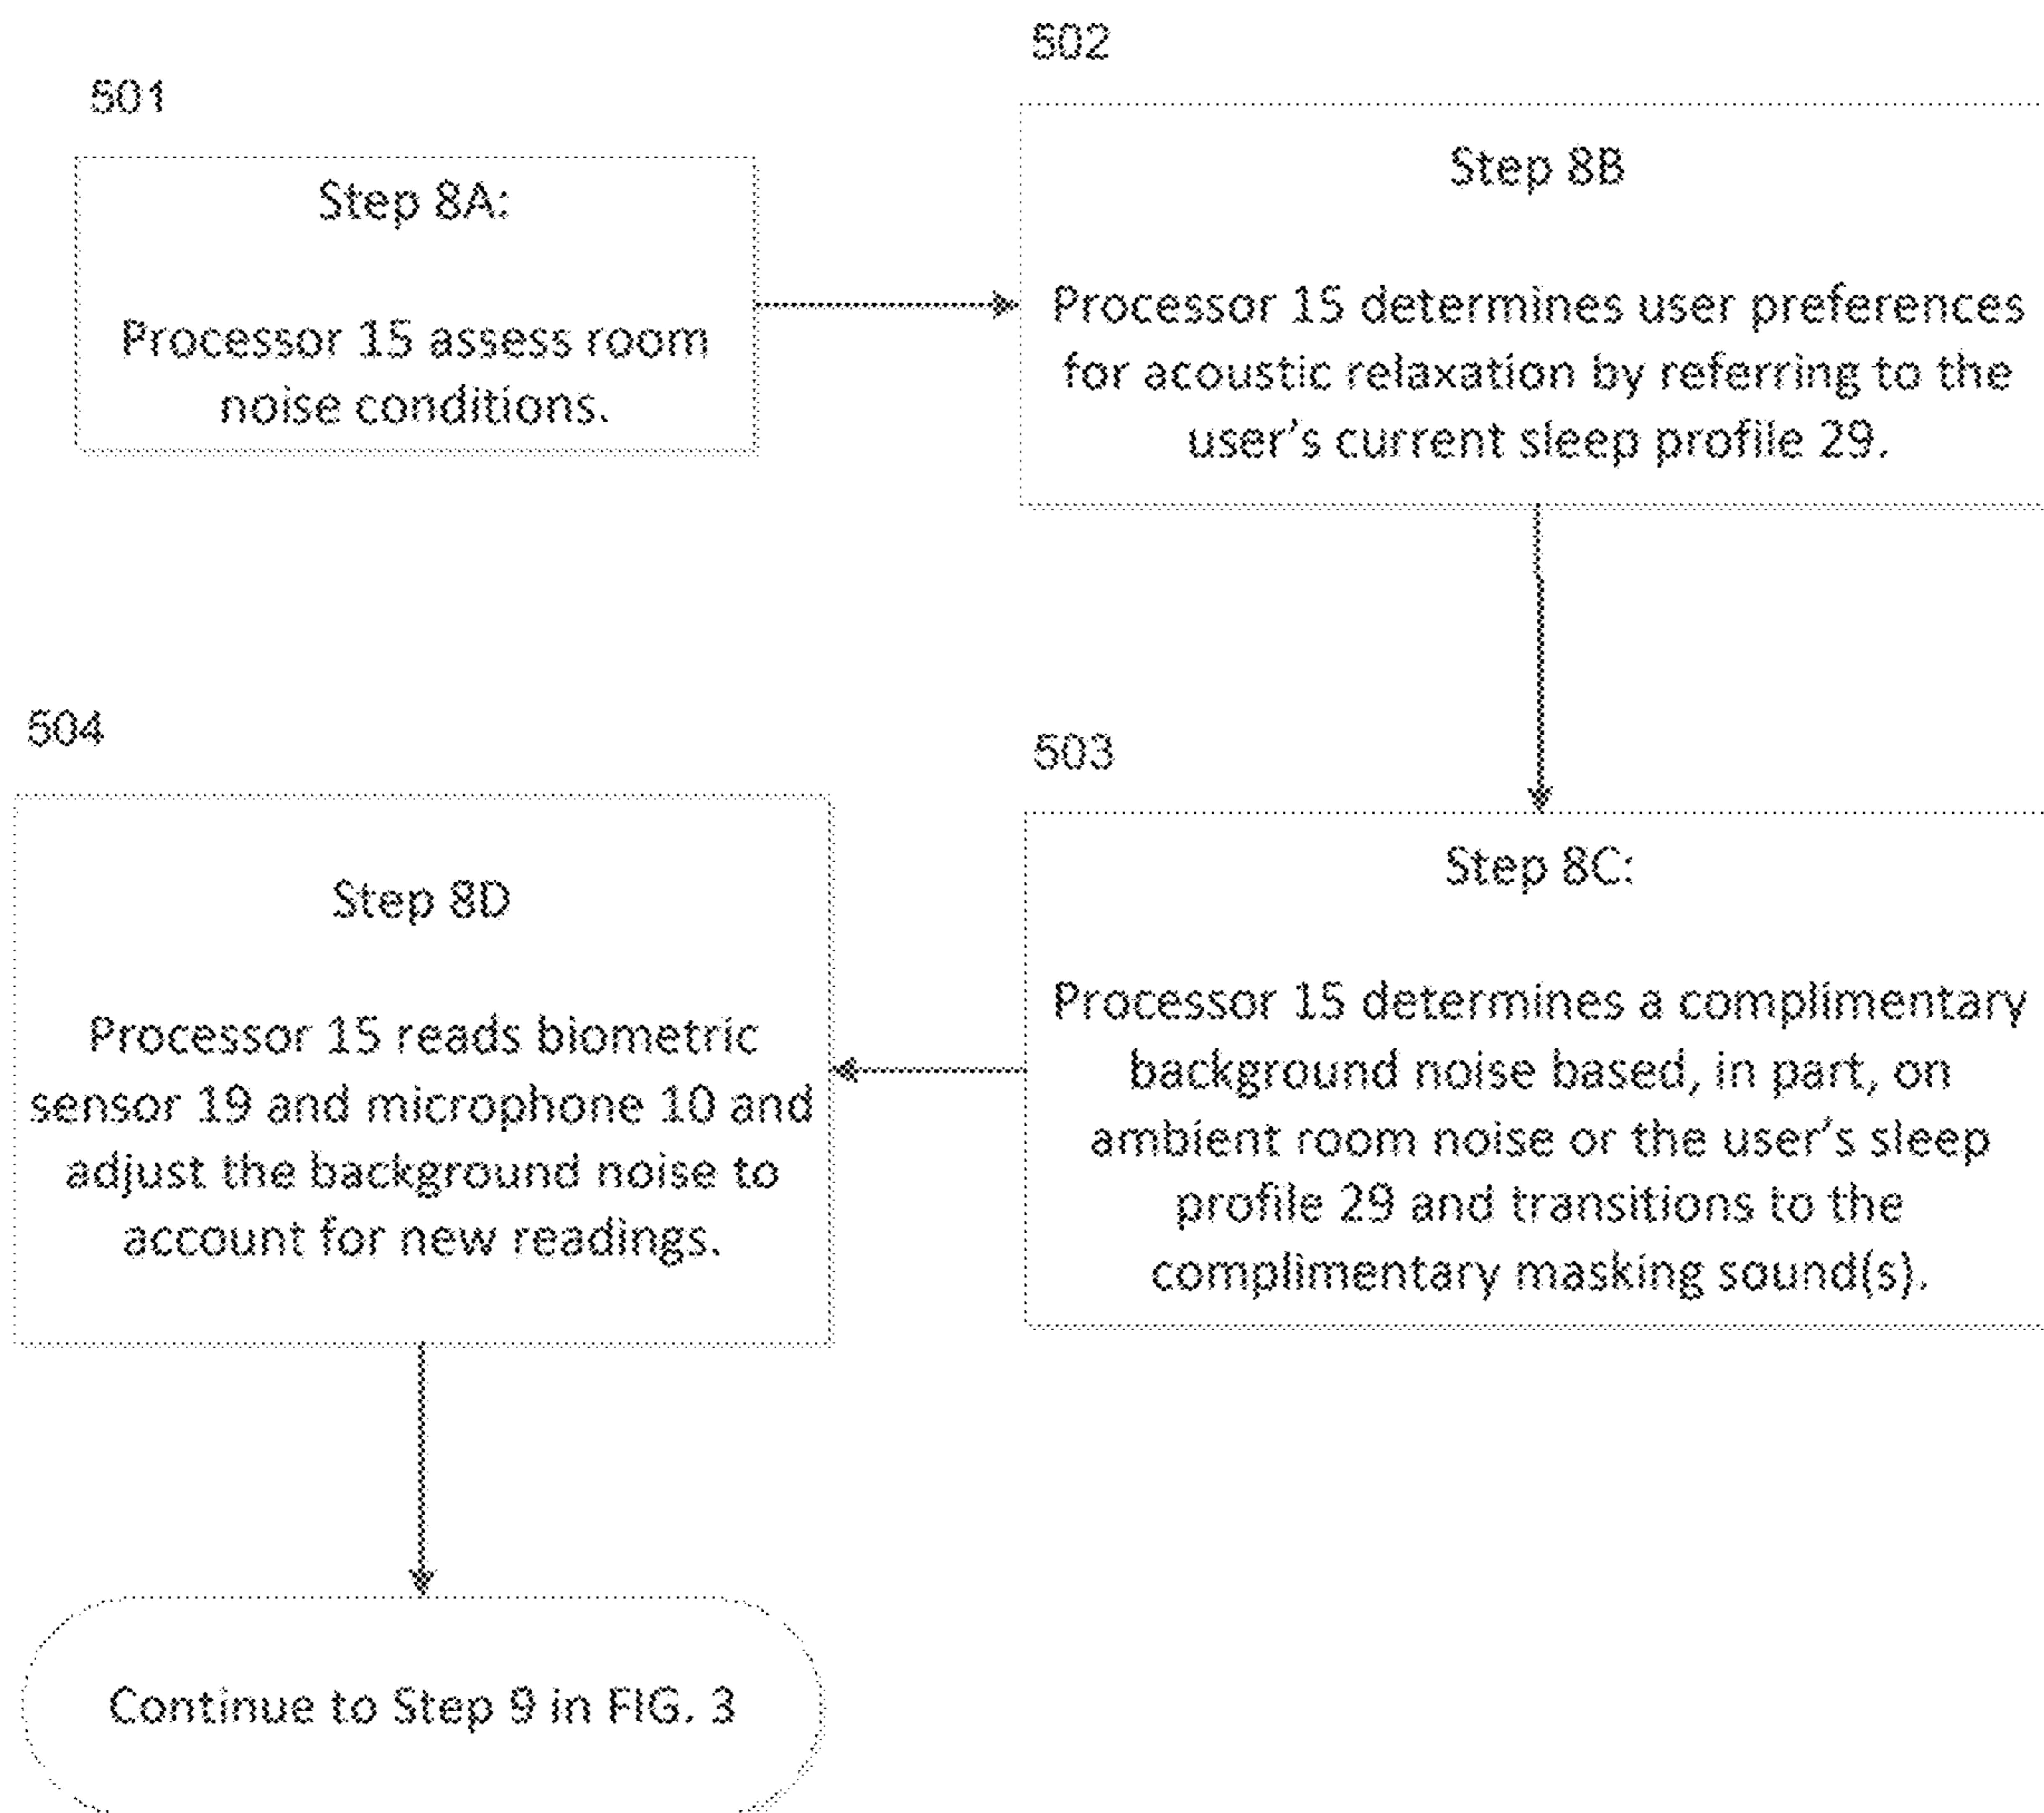 501
Step 8A:
Processor 15 assess room
noise conditions.
502
Step 8B
Processor 15 determines user preferences
for acoustic relaxation by referring to the
user's current sleep profile 29.
503
Step 8C:
Processor 15 determines a complimentary
background noise based, in part, on
ambient room noise or the user's sleep
profile 29 and transitions to the
complimentary masking sound(s).
504
Step 8D
Processor 15 reads biometric
sensor 19 and microphone 10 and
adjust the background noise to
account for new readings.
Continue to Step 9 in FIG. 3